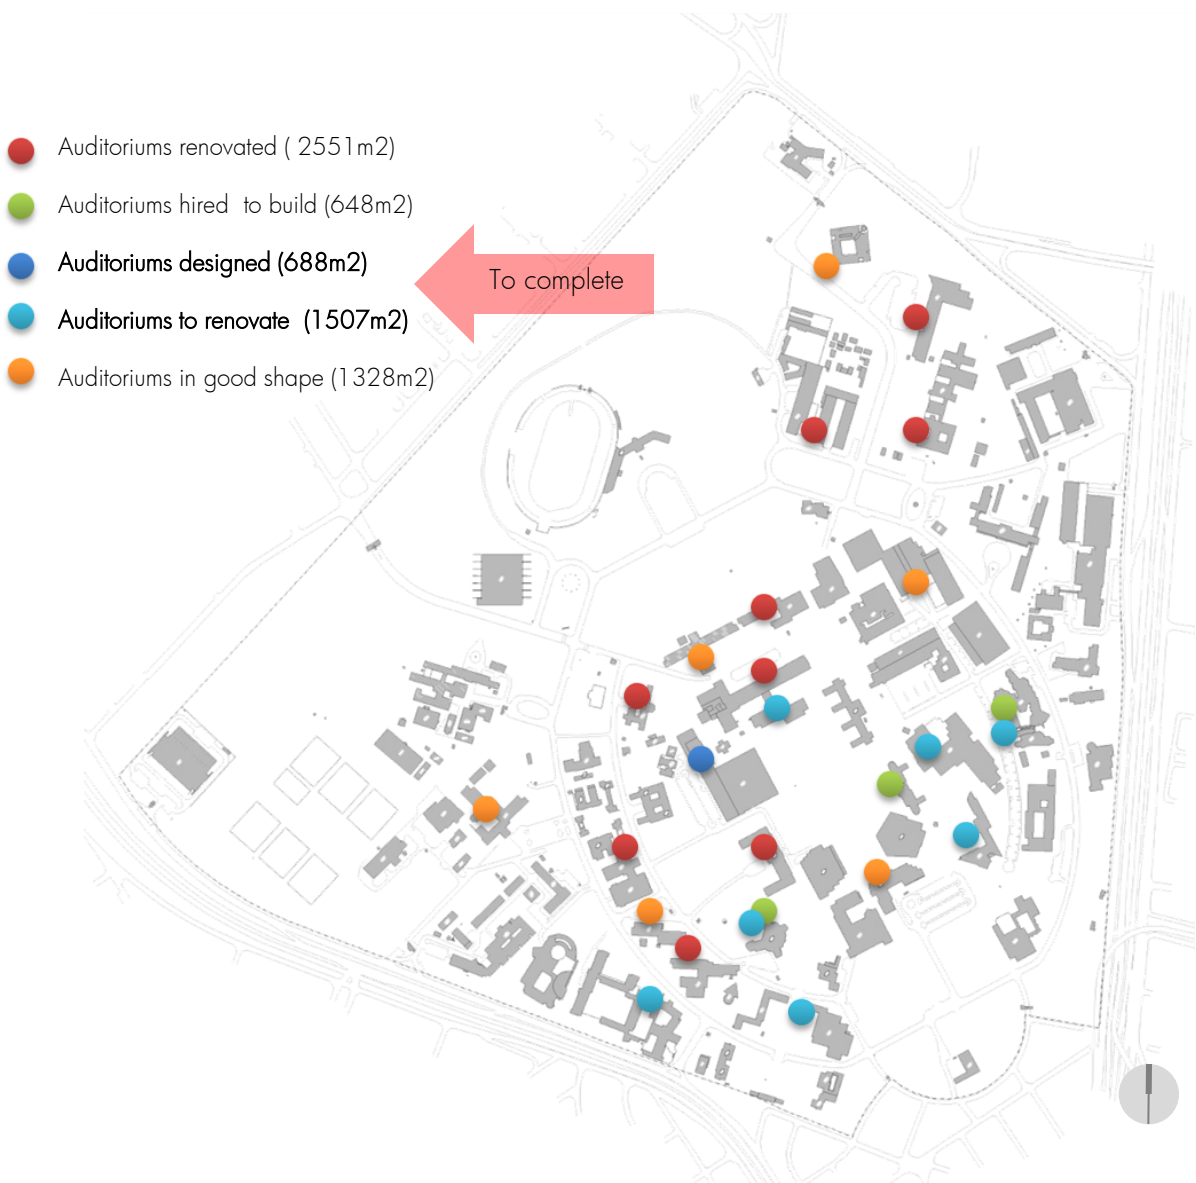 Auditoriums renovated ( 2551m2)
Auditoriums hired  to build (648m2)
Auditoriums designed (688m2)
To complete
Auditoriums to renovate  (1507m2)
Auditoriums in good shape (1328m2)